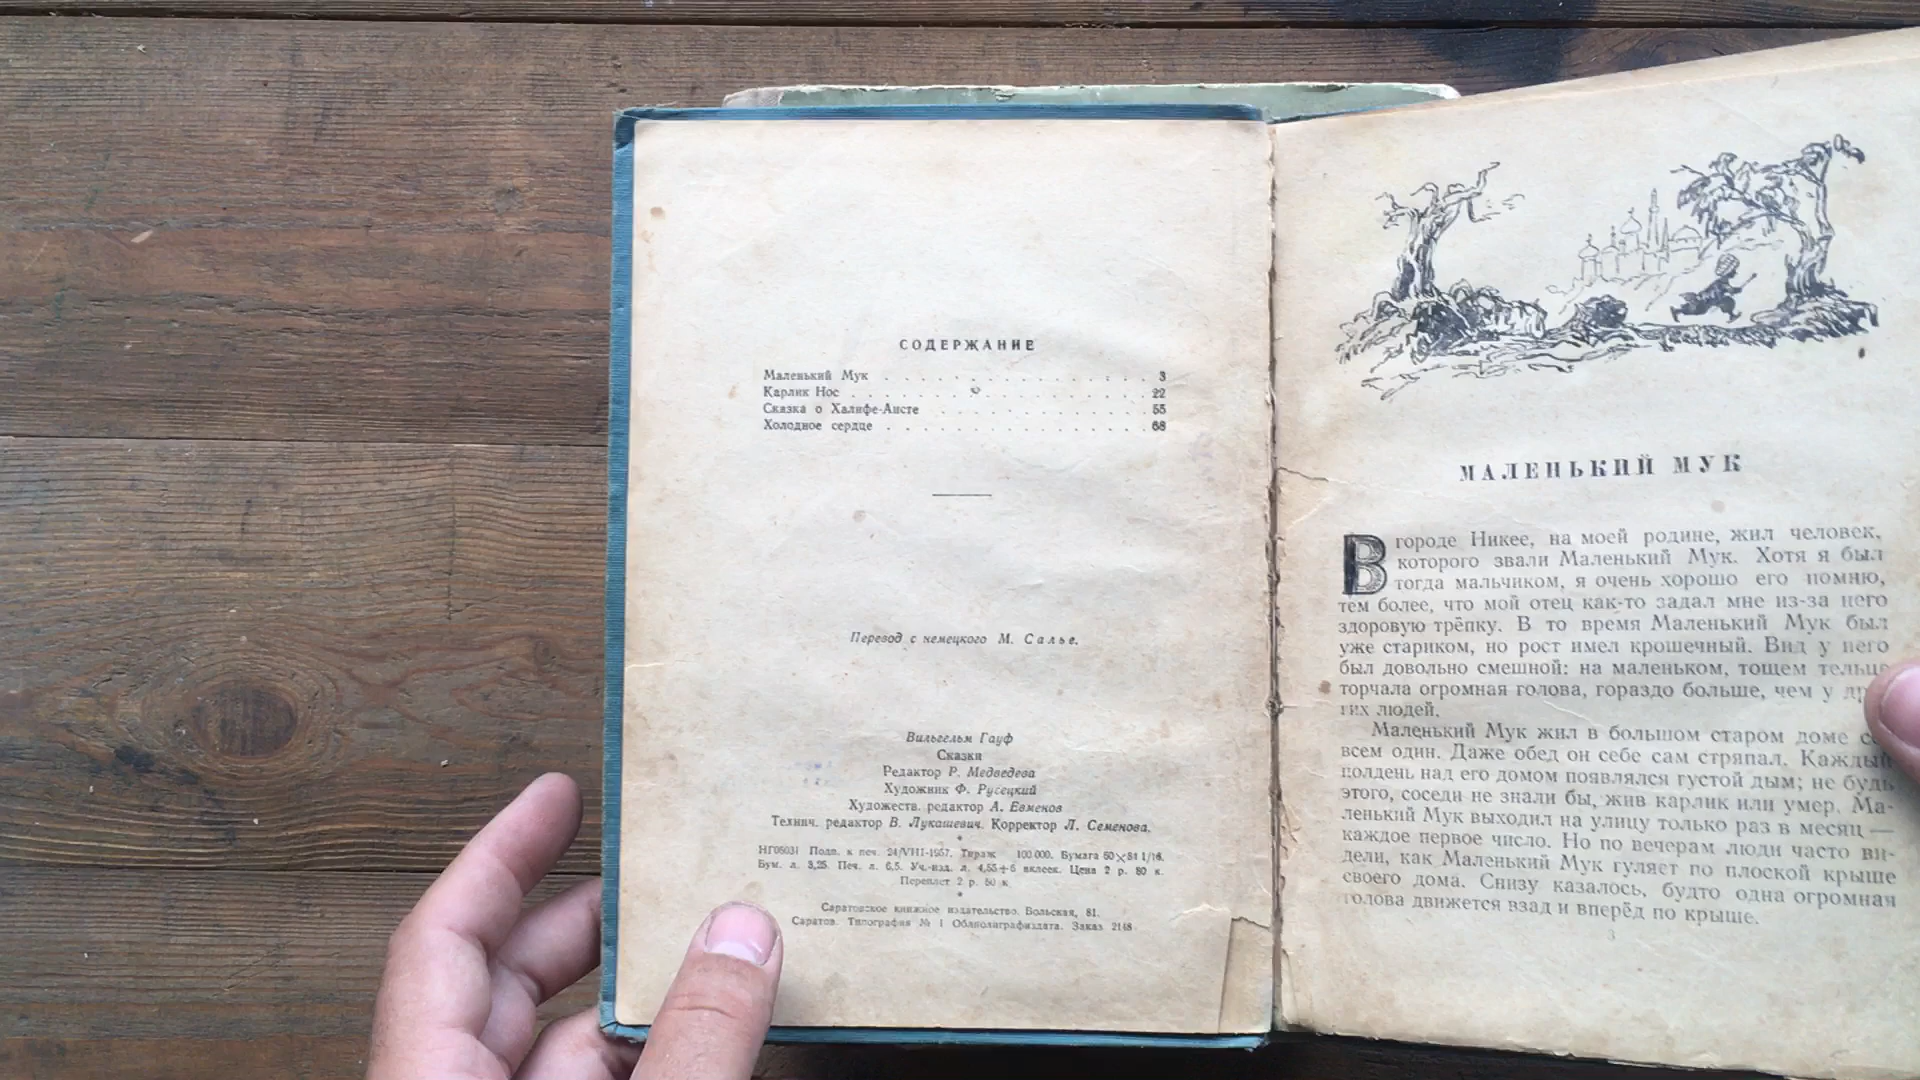 СОДЕРЖАНИЕ
Маленький Мук . . . . . . . . . . . . . . . . 3
Карлик Нос . . . . . . . . . . . . . . . . . 22
Сказка о Халифе-Аисте . . . . . . . . . . . . 55
Холодное сердце . . . . . . . . . . . . . . . 68
Перевод с немецкого М. Салье.
Вильгельм Гауф
Сказки
Редактор Р. Медведева
Художник Ф. Русецкий
Художеств. редактор А. Евменов
Технич. редактор В. Лукашевич. Корректор Л. Семенова.
*
НГ05031 Подп. к печ. 24/VIII-1957. Тираж 100.000. Бумага 60×84 1/16.
Бум. л. 3,25. Печ. л. 6,5. Уч.-изд. л. 4,55+6 вклеек. Цена 2 р. 80 к.
Переплет 2 р. 50 к.
*
Саратовское книжное издательство. Вольская, 81.
Саратов. Типография № 1 Облполиграфиздата. Заказ 2148
МАЛЕНЬКИЙ МУК
В городе Никее, на моей родине, жил человек,
которого звали Маленький Мук. Хотя я был
тогда мальчиком, я очень хорошо его помню,
тем более, что мой отец как-то задал мне из-за него
здоровую трёпку. В то время Маленький Мук был
уже стариком, но рост имел крошечный. Вид у него
был довольно смешной: на маленьком, тощем тельце
торчала огромная голова, гораздо больше, чем у др
гих людей.
Маленький Мук жил в большом старом доме со
всем один. Даже обед он себе сам стряпал. Каждый
полдень над его домом появлялся густой дым; не будь
этого, соседи не знали бы, жив карлик или умер. Ма-
ленький Мук выходил на улицу только раз в месяц —
каждое первое число. Но по вечерам люди часто ви-
дели, как Маленький Мук гуляет по плоской крыше
своего дома. Снизу казалось, будто одна огромная
голова движется взад и вперёд по крыше.
3